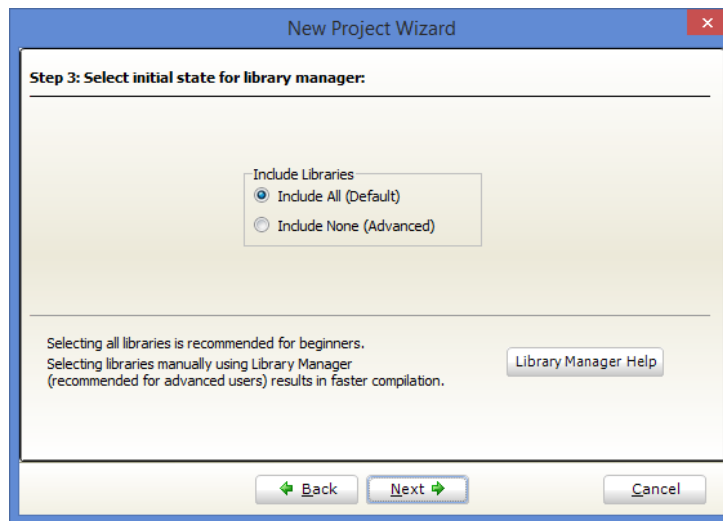 New Project Wizard
Step 3: Select initial state for library manager:
Include Libraries
Include All (Default)
Include None (Advanced)
Selecting all libraries is recommended for beginners.
Selecting libraries manually using Library Manager
(recommended for advanced users) results in faster compilation.
Library Manager Help
Back
Next
Cancel